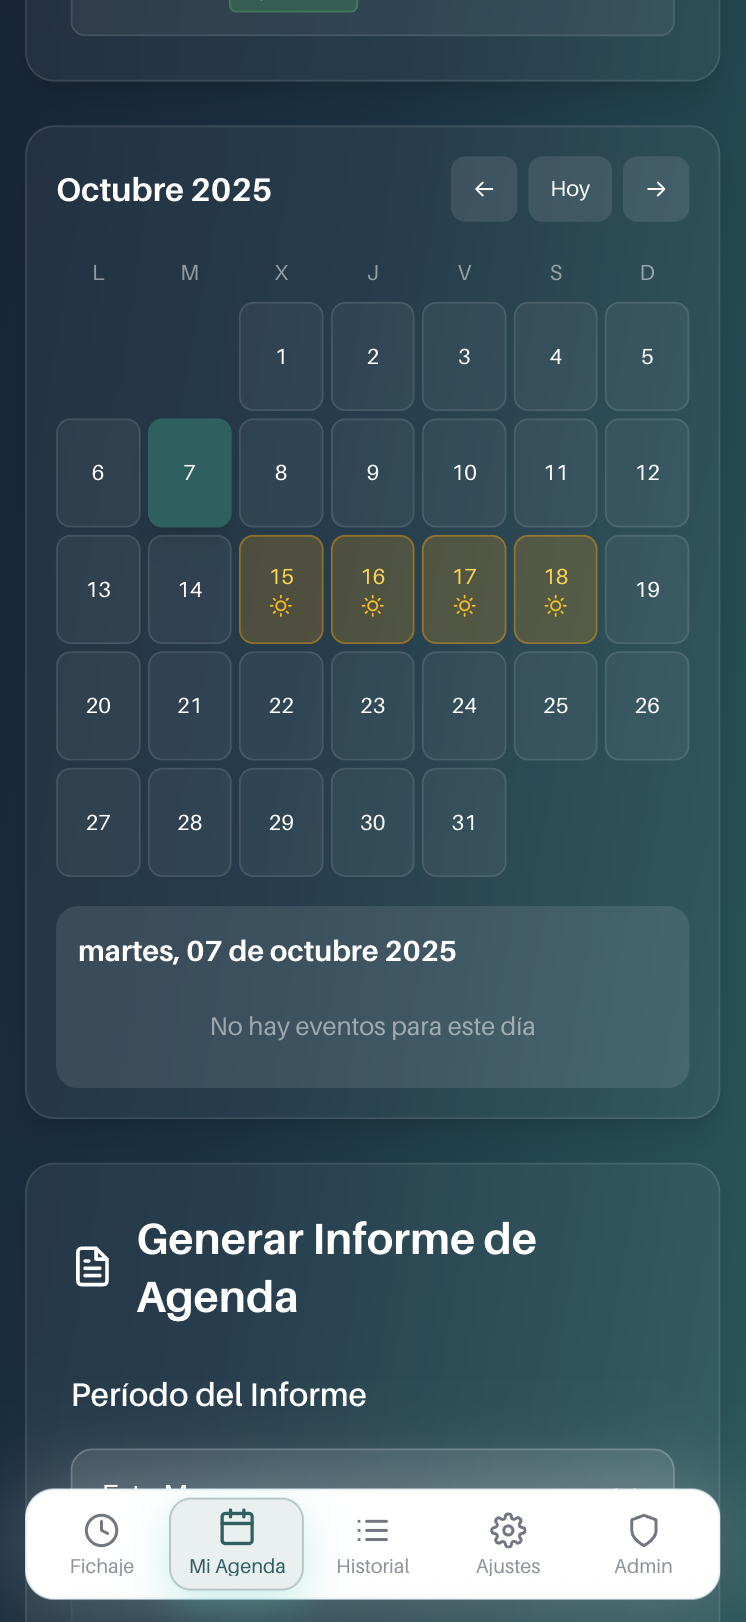 Octubre 2025
Hoy
L M X J V S D
1 2 3 4 5
6 7 8 9 10 11 12
13 14 15 16 17 18 19
20 21 22 23 24 25 26
27 28 29 30 31
martes, 07 de octubre 2025
No hay eventos para este día
Generar Informe de
Agenda
Período del Informe
Fichaje Mi Agenda Historial Ajustes Admin